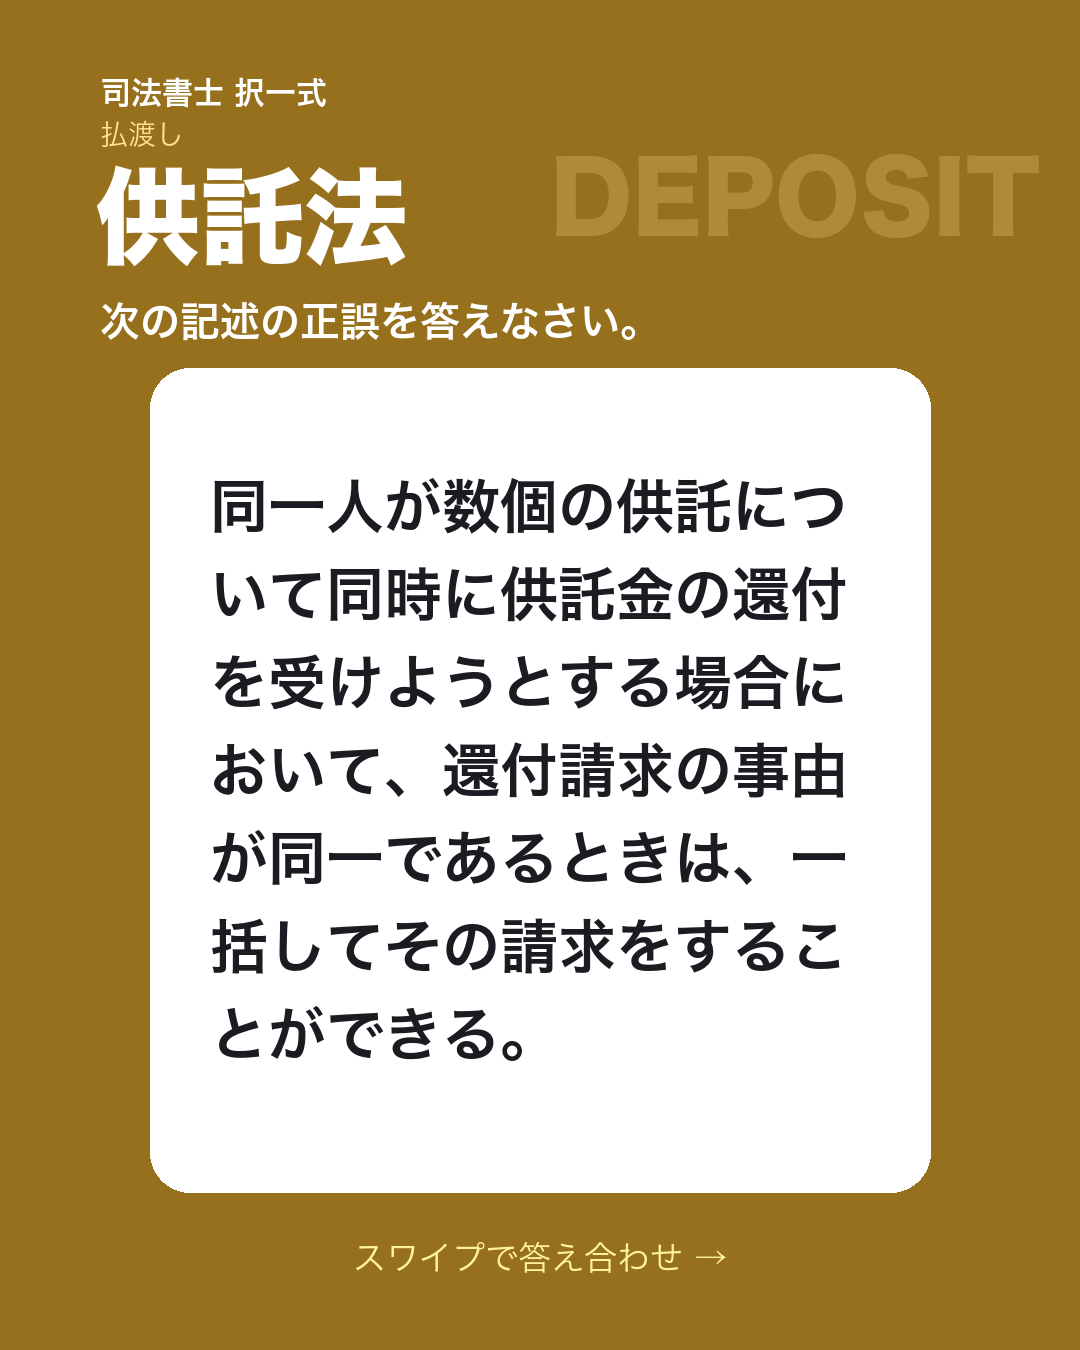 司法書士 択一式
払渡し
供託法
DEPOSIT
次の記述の正誤を答えなさい。
同一人が数個の供託につ
いて同時に供託金の還付
を受けようとする場合に
おいて、還付請求の事由
が同一であるときは、一
括してその請求をするこ
とができる。
スワイプで答え合わせ →